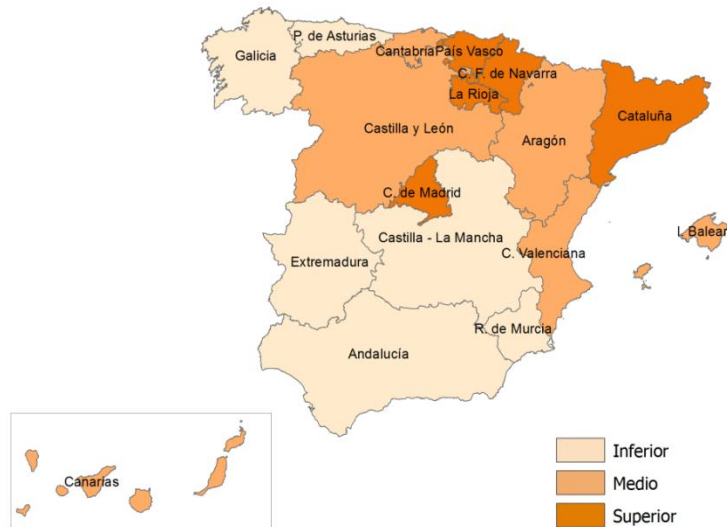 P. de Asturias
Galicia
Cantabria
País Vasco
C. F. de Navarra
La Rioja
Cataluña
Castilla y León
Aragón
C. de Madrid
I. Balear
Castilla - La Mancha
C. Valenciana
Extremadura
R. de Murcia
Andalucía
Canarias
Inferior
Medio
Superior